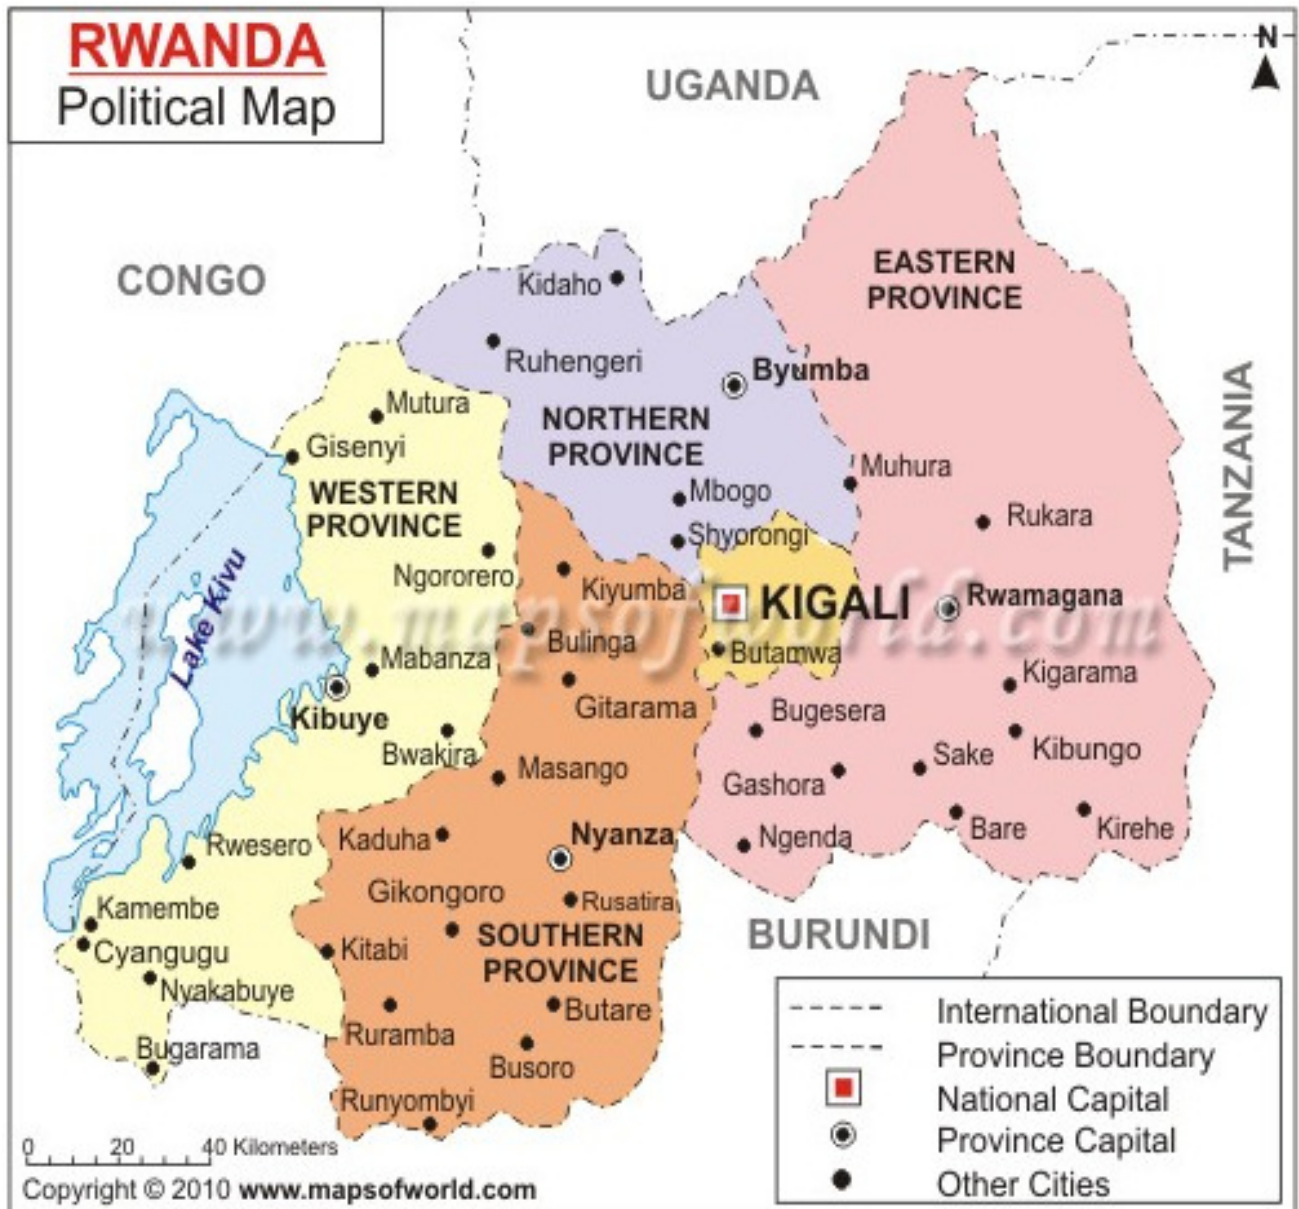 RWANDA
Political Map
N
UGANDA
CONGO
EASTERN
PROVINCE
Kidaho
Ruhengeri
Byumba
TANZANIA
Mutura
NORTHERN
PROVINCE
Gisenyi
Muhura
WESTERN
PROVINCE
Mbogo
Rukara
Shyorongi
Lake Kivu
Ngororero
Kiyumba
KIGALI
Rwamagana
www.mapsofworld.com
Bulinga
Butamwa
Mabanza
Kigarama
Kibuye
Gitarama
Bugesera
Bwakira
Masango
Sake
Kibungo
Gashora
Kaduha
Nyanza
Ngenda
Bare
Kirehe
Rwesero
Gikongoro
Rusatira
Kamembe
SOUTHERN
PROVINCE
BURUNDI
Cyangugu
Kitabi
Nyakabuye
Butare
Ruramba
Bugarama
Busoro
Runyombyi
International Boundary
Province Boundary
National Capital
Province Capital
Other Cities
0 20 40 Kilometers
Copyright © 2010 www.mapsofworld.com